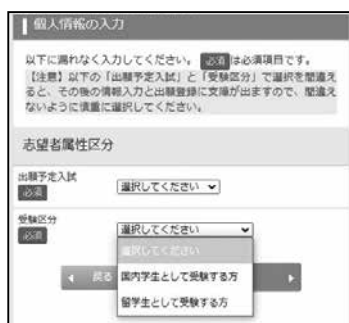 個人情報の入力
以下に漏れなく入力してください。 必須 は必須項目です。
【注意】以下の「出願予定入試」と「受験区分」で選択を間違え
ると、その後の情報入力と出願登録に支障が出ますので、間違え
ないように慎重に選択してください。
志望者属性区分
出願予定入試
必須
選択してください
受験区分
必須
選択してください
選択してください
戻る
国内学生として受験する方
留学生として受験する方